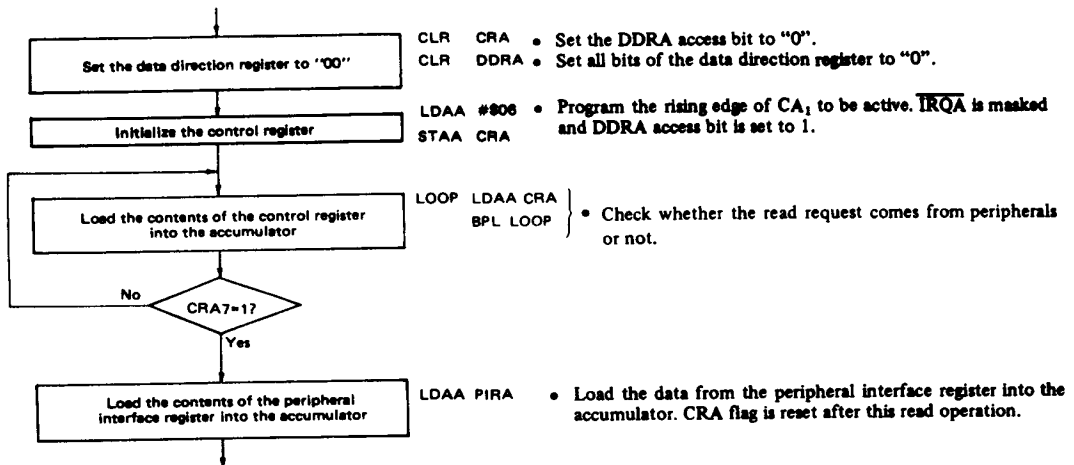 Set the data direction register to "00"
CLR CRA • Set the DDRA access bit to "0".
CLR DDRA • Set all bits of the data direction register to "0".
Initialize the control register
LDAA #$06 • Program the rising edge of CA₁ to be active. I̅R̅Q̅A̅ is masked
STAA CRA and DDRA access bit is set to 1.
Load the contents of the control register
into the accumulator
LOOP LDAA CRA
BPL LOOP
• Check whether the read request comes from peripherals
or not.
No
CRA7=1?
Yes
Load the contents of the peripheral
interface register into the accumulator
LDAA PIRA • Load the data from the peripheral interface register into the
accumulator. CRA flag is reset after this read operation.